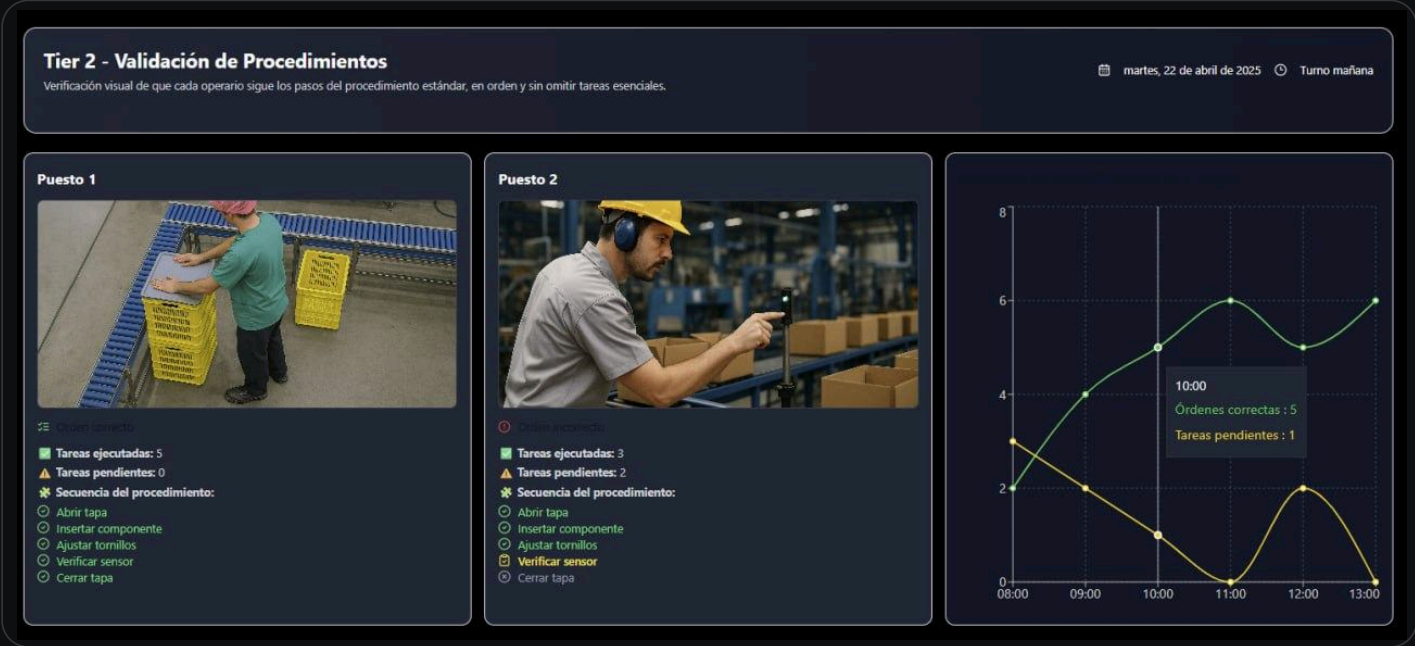 Tier 2 - Validación de Procedimientos
Verificación visual de que cada operario sigue los pasos del procedimiento estándar, en orden y sin omitir tareas esenciales.
martes, 22 de abril de 2025 Turno mañana
Puesto 1
Orden correcto
Tareas ejecutadas: 5
Tareas pendientes: 0
Secuencia del procedimiento:
Abrir tapa
Insertar componente
Ajustar tornillos
Verificar sensor
Cerrar tapa
Puesto 2
Orden incorrecto
Tareas ejecutadas: 3
Tareas pendientes: 2
Secuencia del procedimiento:
Abrir tapa
Insertar componente
Ajustar tornillos
Verificar sensor
Cerrar tapa
8
6
4
2
0
10:00
Órdenes correctas : 5
Tareas pendientes : 1
08:00 09:00 10:00 11:00 12:00 13:00